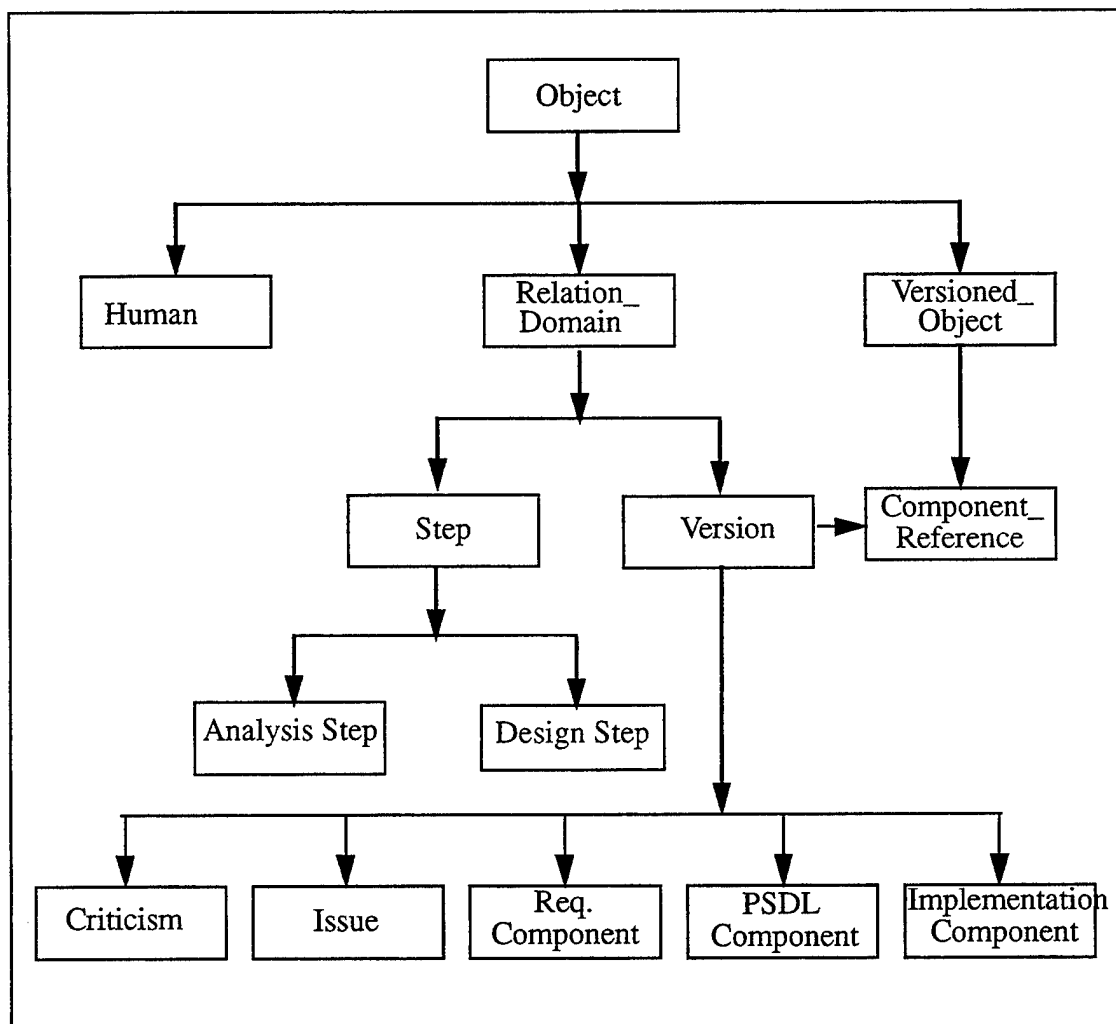 Object
Human
Relation_
Domain
Versioned_
Object
Step
Version
Component_
Reference
Analysis Step
Design Step
Criticism
Issue
Req.
Component
PSDL
Component
Implementation
Component